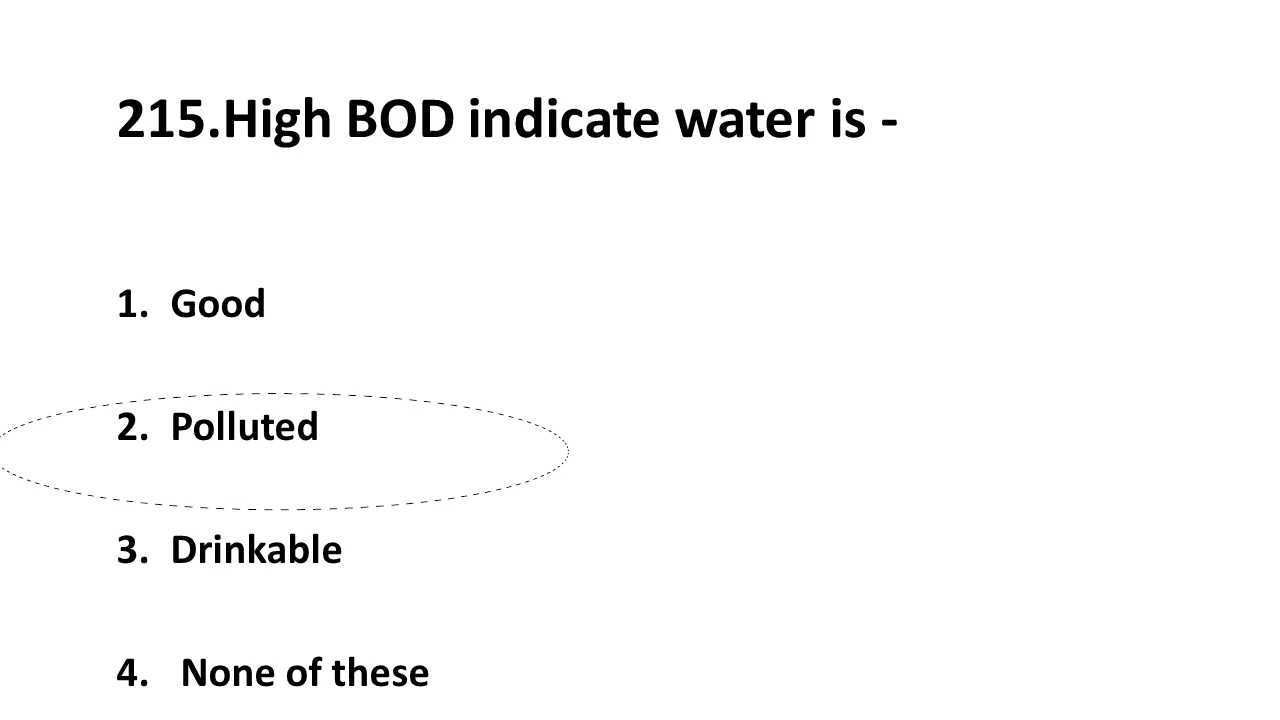 215.High BOD indicate water is -
1. Good
2. Polluted
3. Drinkable
4. None of these